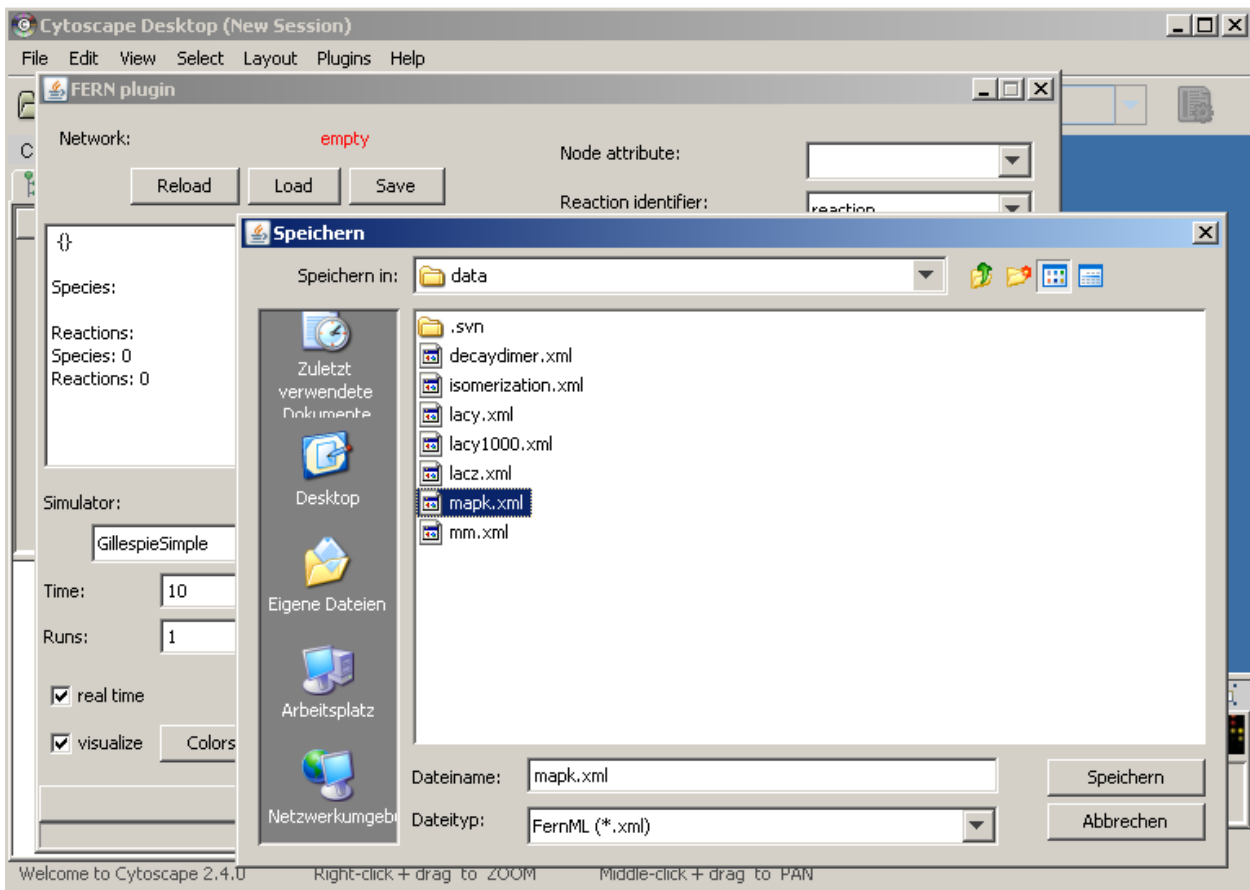 Cytoscape Desktop (New Session)
File Edit View Select Layout Plugins Help
FERN plugin
Network: empty
Node attribute:
Reload Load Save
Reaction identifier: reaction
C
{}
Species:
Reactions:
Species: 0
Reactions: 0
Simulator:
GillespieSimple
Time: 10
Runs: 1
real time
visualize Colors
Speichern
Speichern in: data
Zuletzt
verwendete
Dokumente
Desktop
Eigene Dateien
Arbeitsplatz
Netzwerkumgeb
.svn
decaydimer.xml
isomerization.xml
lacy.xml
lacy1000.xml
lacz.xml
mapk.xml
mm.xml
Dateiname: mapk.xml Speichern
Dateityp: FernML (*.xml) Abbrechen
Welcome to Cytoscape 2.4.0 Right-click + drag to ZOOM Middle-click + drag to PAN